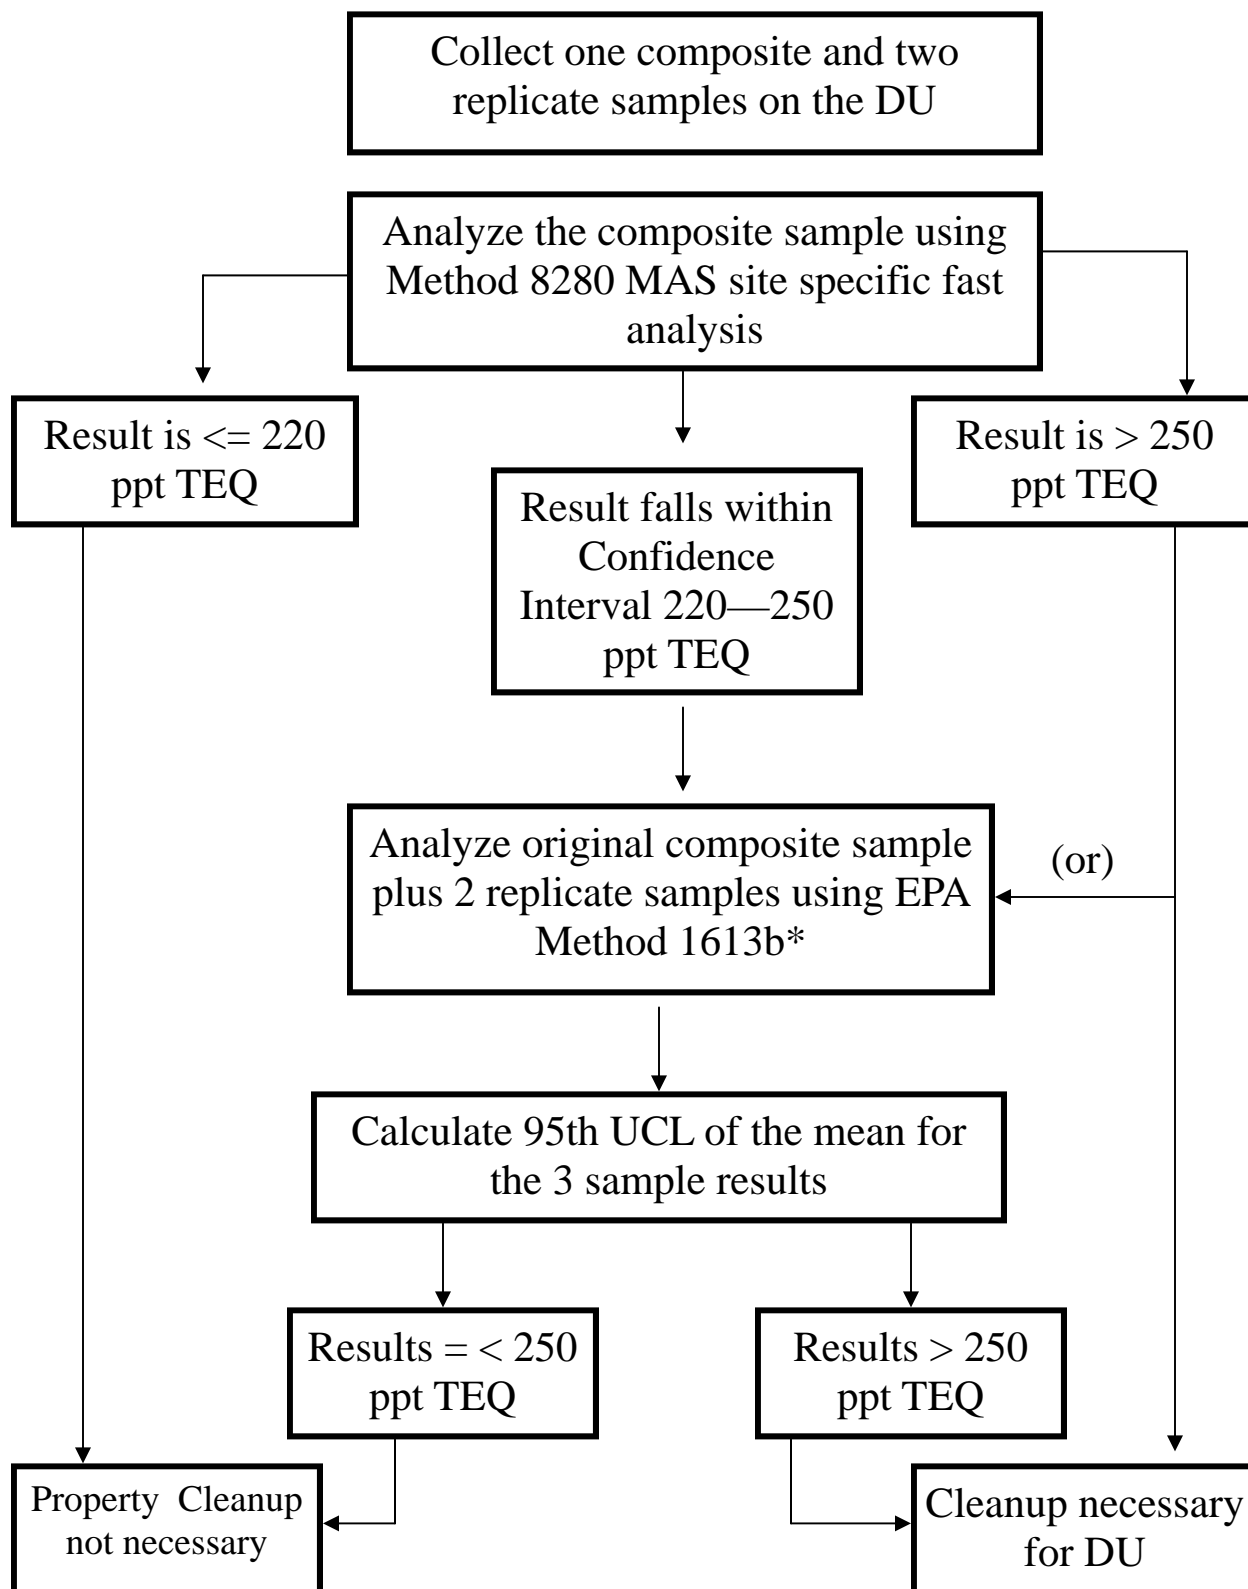 Collect one composite and two
replicate samples on the DU
Analyze the composite sample using
Method 8280 MAS site specific fast
analysis
Result is <= 220
ppt TEQ
Result falls within
Confidence
Interval 220—250
ppt TEQ
Result is > 250
ppt TEQ
Analyze original composite sample
plus 2 replicate samples using EPA
Method 1613b*
(or)
Calculate 95th UCL of the mean for
the 3 sample results
Results = < 250
ppt TEQ
Results > 250
ppt TEQ
Property Cleanup
not necessary
Cleanup necessary
for DU